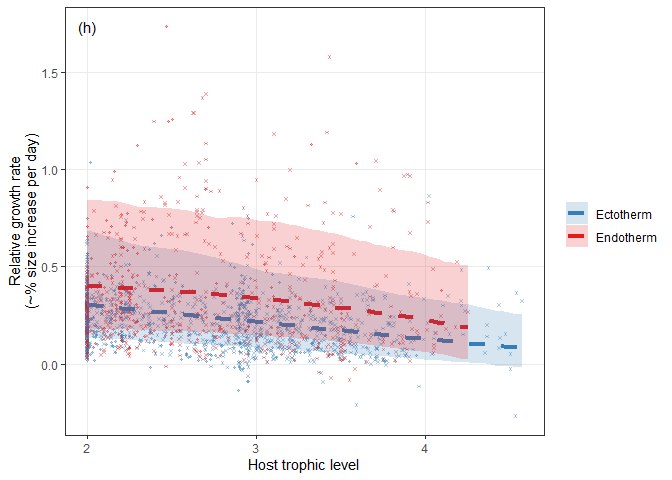 (h)
1.5
1.0
0.5
0.0
Relative growth rate
(~% size increase per day)
2
3
4
Host trophic level
Ectotherm
Endotherm